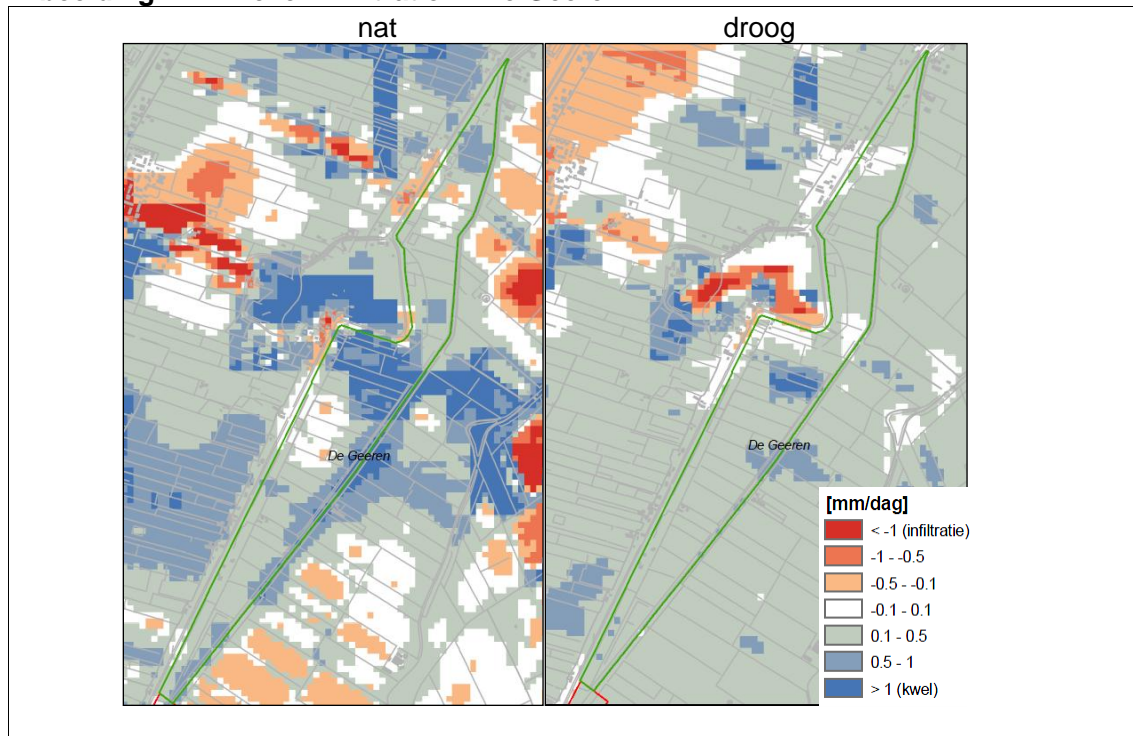 nat
droog
De Geeren
De Geeren
[mm/dag]
< -1 (infiltratie)
-1 - -0.5
-0.5 - -0.1
-0.1 - 0.1
0.1 - 0.5
0.5 - 1
> 1 (kwel)